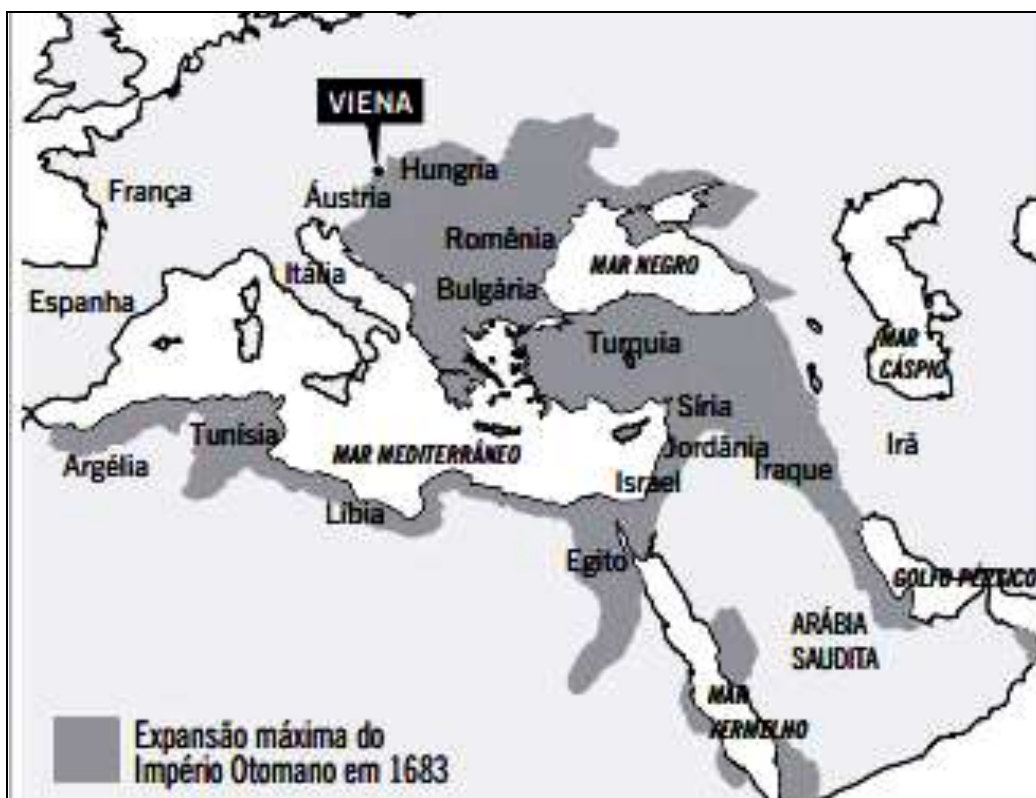 VIENA
Hungria
França
Áustria
Romênia
Itália
MAR NEGRO
Bulgária
Espanha
Turquia
MAR
CÁSPIO
Síria
Tunísia
Jordânia
Irã
MAR MEDITERRÂNEO
Argélia
Iraque
Israel
Líbia
Egito
GOLFO PÉRSICO
ARÁBIA
SAUDITA
MAR
VERMELHO
Expansão máxima do
Império Otomano em 1683